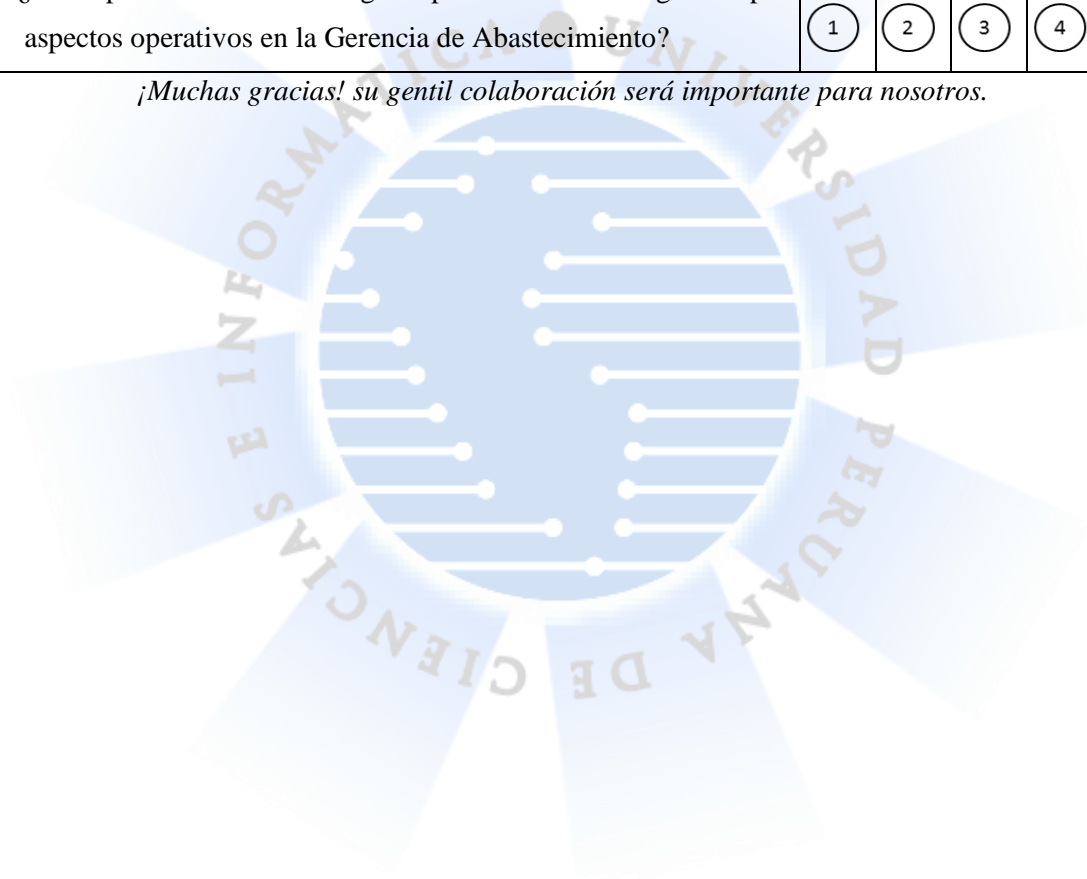 aspectos operativos en la Gerencia de Abastecimiento? 1 2 3 4
¡Muchas gracias! su gentil colaboración será importante para nosotros.
UNIVERSIDAD PERUANA DE CIENCIAS E INFORMATICA